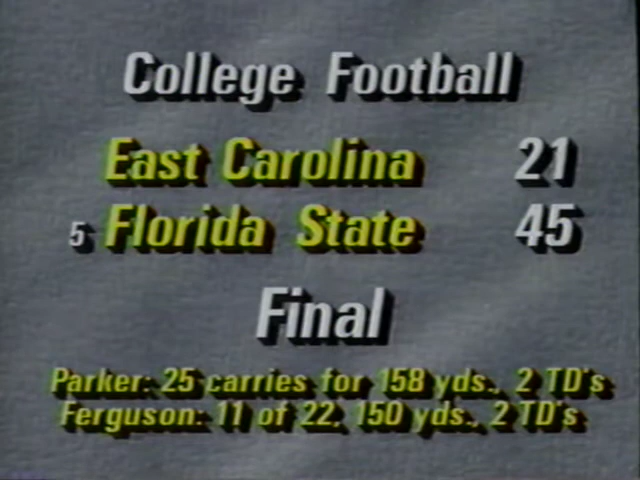 College Football
East Carolina 21
5 Florida State 45
Final
Parker: 25 carries for 158 yds., 2 TD's
Ferguson: 11 of 22, 150 yds., 2 TD's